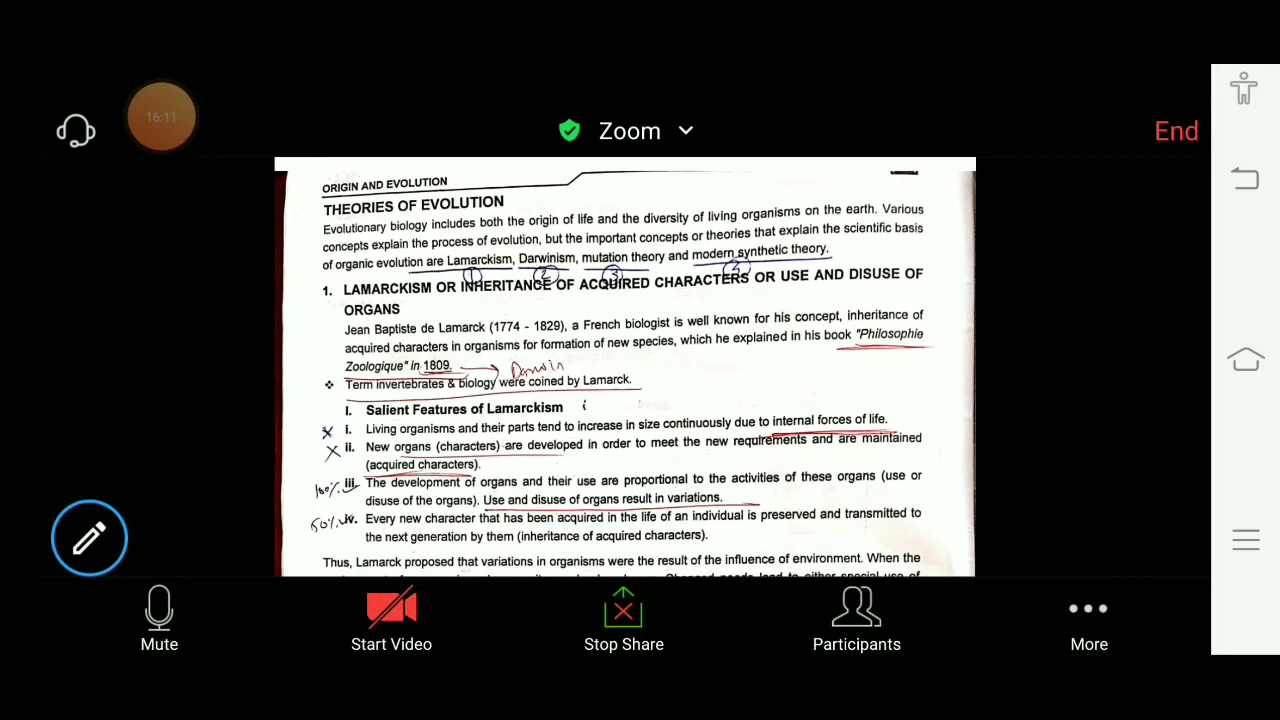 16:11
Zoom
End
ORIGIN AND EVOLUTION
THEORIES OF EVOLUTION
Evolutionary biology includes both the origin of life and the diversity of living organisms on the earth. Various
concepts explain the process of evolution, but the important concepts or theories that explain the scientific basis
of organic evolution are Lamarckism, Darwinism, mutation theory and modern synthetic theory.
1 2 3
1. LAMARCKISM OR INHERITANCE OF ACQUIRED CHARACTERS OR USE AND DISUSE OF
ORGANS
Jean Baptiste de Lamarck (1774 - 1829), a French biologist is well known for his concept, inheritance of
acquired characters in organisms for formation of new species, which he explained in his book "Philosophie
Zoologique" in 1809. → Darwin
❖ Term invertebrates & biology were coined by Lamarck.
I. Salient Features of Lamarckism
i. Living organisms and their parts tend to increase in size continuously due to internal forces of life.
ii. New organs (characters) are developed in order to meet the new requirements and are maintained
(acquired characters).
100% iii. The development of organs and their use are proportional to the activities of these organs (use or
disuse of the organs). Use and disuse of organs result in variations.
50% iv. Every new character that has been acquired in the life of an individual is preserved and transmitted to
the next generation by them (inheritance of acquired characters).
Thus, Lamarck proposed that variations in organisms were the result of the influence of environment. When the
Mute
Start Video
Stop Share
Participants
More